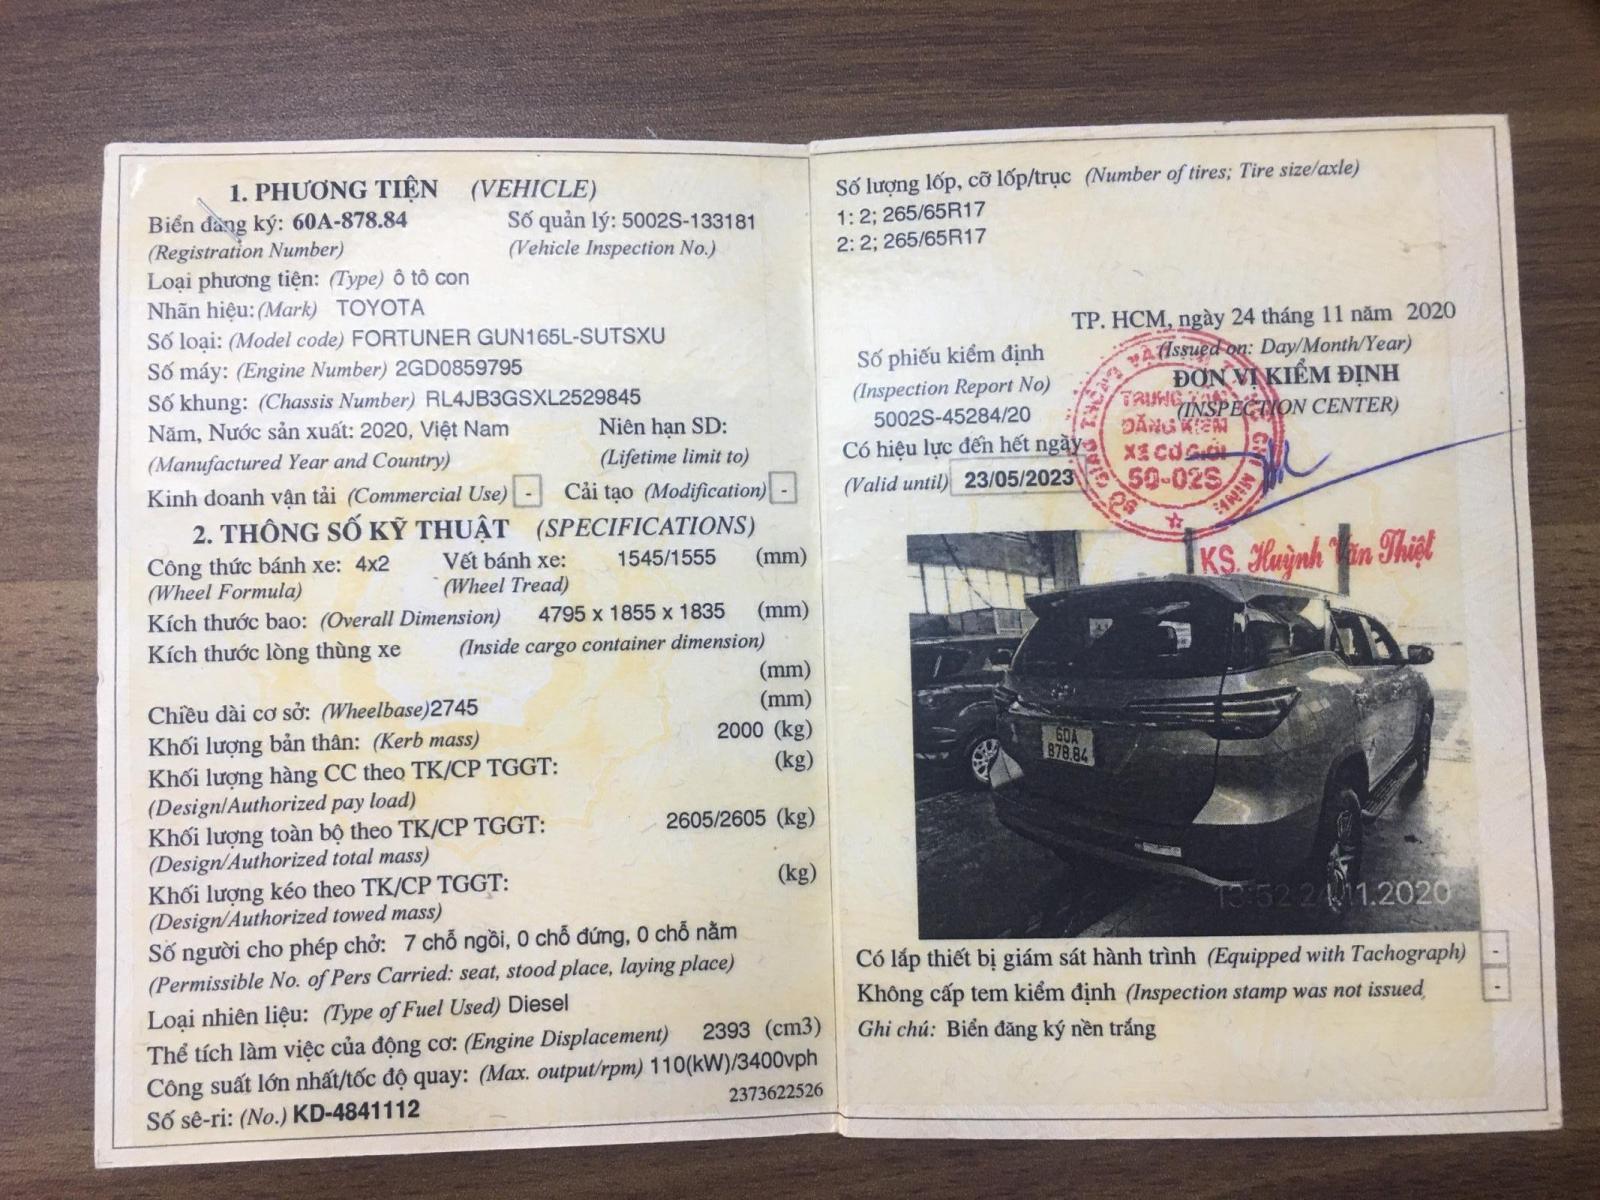 1. PHƯƠNG TIỆN (VEHICLE)
Biển đăng ký: 60A-878.84 Số quản lý: 5002S-133181
(Registration Number) (Vehicle Inspection No.)
Loại phương tiện: (Type) ô tô con
Nhãn hiệu: (Mark) TOYOTA
Số loại: (Model code) FORTUNER GUN165L-SUTSXU
Số máy: (Engine Number) 2GD0859795
Số khung: (Chassis Number) RL4JB3GSXL2529845
Năm, Nước sản xuất: 2020, Việt Nam Niên hạn SD:
(Manufactured Year and Country) (Lifetime limit to)
Kinh doanh vận tải (Commercial Use) - Cải tạo (Modification) -
2. THÔNG SỐ KỸ THUẬT (SPECIFICATIONS)
Công thức bánh xe: 4x2 Vết bánh xe: 1545/1555 (mm)
(Wheel Formula) (Wheel Tread)
Kích thước bao: (Overall Dimension) 4795 x 1855 x 1835 (mm)
Kích thước lòng thùng xe (Inside cargo container dimension)
(mm)
Chiều dài cơ sở: (Wheelbase)2745 (mm)
Khối lượng bản thân: (Kerb mass) 2000 (kg)
Khối lượng hàng CC theo TK/CP TGGT: (kg)
(Design/Authorized pay load)
Khối lượng toàn bộ theo TK/CP TGGT: 2605/2605 (kg)
(Design/Authorized total mass)
Khối lượng kéo theo TK/CP TGGT: (kg)
(Design/Authorized towed mass)
Số người cho phép chở: 7 chỗ ngồi, 0 chỗ đứng, 0 chỗ nằm
(Permissible No. of Pers Carried: seat, stood place, laying place)
Loại nhiên liệu: (Type of Fuel Used) Diesel
Thể tích làm việc của động cơ: (Engine Displacement) 2393 (cm3)
Công suất lớn nhất/tốc độ quay: (Max. output/rpm) 110(kW)/3400vph
2373622526
Số sê-ri: (No.) KD-4841112
Số lượng lốp, cỡ lốp/trục (Number of tires; Tire size/axle)
1: 2; 265/65R17
2: 2; 265/65R17
TP. HCM, ngày 24 tháng 11 năm 2020
(Issued on: Day/Month/Year)
Số phiếu kiểm định
(Inspection Report No)
5002S-45284/20
ĐƠN VỊ KIỂM ĐỊNH
(INSPECTION CENTER)
Có hiệu lực đến hết ngày
(Valid until) 23/05/2023
TRUNG TÂM
ĐĂNG KIỂM
XE CƠ GIỚI
50-02S
KS. Huỳnh Văn Thiệt
60A
878.84
13:52 24.11.2020
Có lắp thiết bị giám sát hành trình (Equipped with Tachograph) -
Không cấp tem kiểm định (Inspection stamp was not issued, -
Ghi chú: Biển đăng ký nền trắng